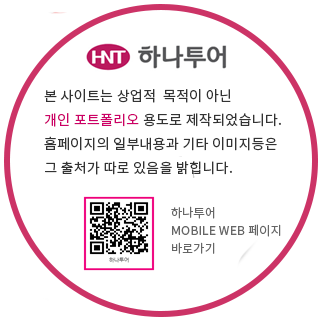 HNT 하나투어
본 사이트는 상업적 목적이 아닌
개인 포트폴리오 용도로 제작되었습니다.
홈페이지의 일부내용과 기타 이미지등은
그 출처가 따로 있음을 밝힙니다.
하나투어
하나투어
MOBILE WEB 페이지
바로가기